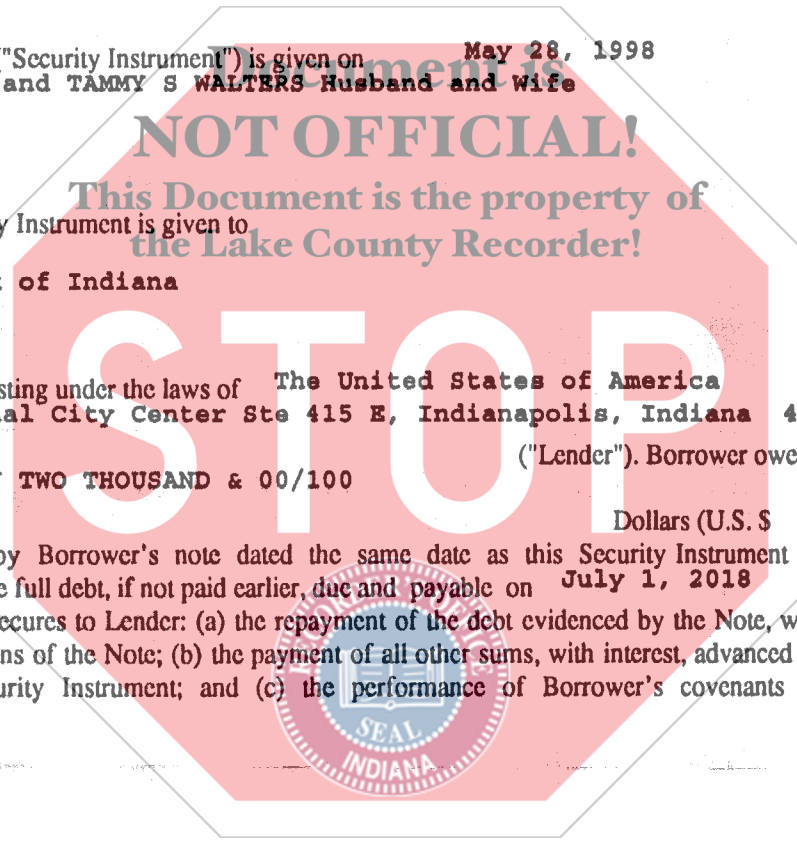 ("Security Instrument") is given on May 28, 1998
and TAMMY S WALTERS Husband and Wife
Document is
NOT OFFICIAL!
This Document is the property of
y Instrument is given to
the Lake County Recorder!
of Indiana
STOP
sting under the laws of The United States of America
al City Center Ste 415 E, Indianapolis, Indiana 4
("Lender"). Borrower owe
TWO THOUSAND & 00/100
Dollars (U.S. $
by Borrower's note dated the same date as this Security Instrument
e full debt, if not paid earlier, due and payable on July 1, 2018
ecures to Lender: (a) the repayment of the debt evidenced by the Note, w
ns of the Note; (b) the payment of all other sums, with interest, advanced
urity Instrument; and (c) the performance of Borrower's covenants
SEAL
INDIANA